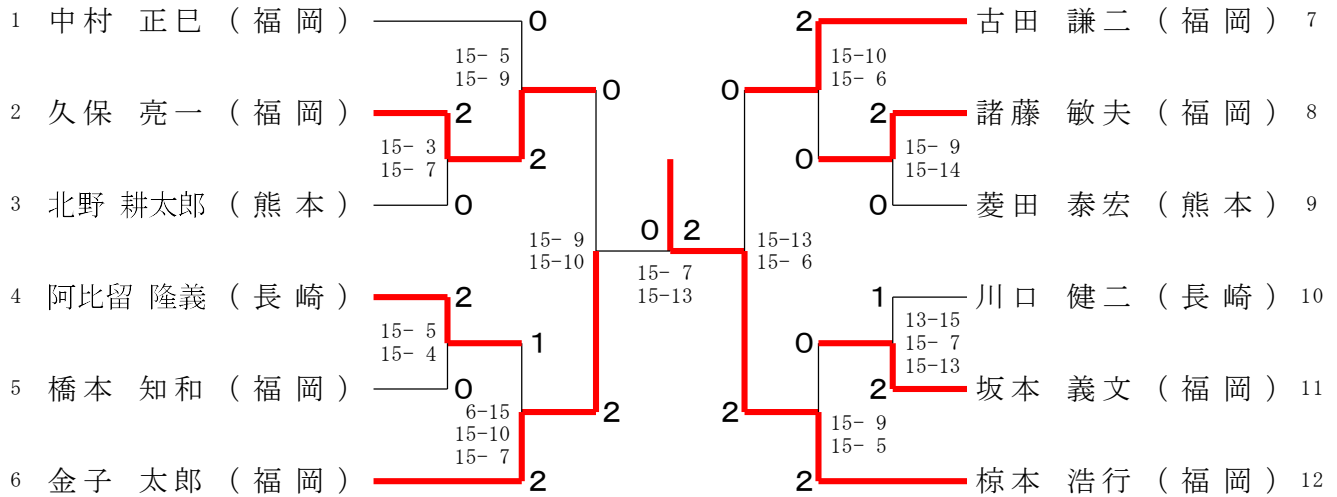 1 中村 正巳 ( 福 岡 ) 0 2 古田 謙二 ( 福 岡 ) 7
15- 5 15-10
15- 9 0 0 15- 6
2 久保 亮一 ( 福 岡 ) 2 2 諸藤 敏夫 ( 福 岡 ) 8
15- 3 15- 9
15- 7 2 0 15-14
3 北野 耕太郎 ( 熊 本 ) 0 0 菱田 泰宏 ( 熊 本 ) 9
15- 9 0 2 15-13
15-10 15- 7 15- 6
15-13
4 阿比留 隆義 ( 長 崎 ) 2 1 川口 健二 ( 長 崎 ) 10
15- 5 13-15
15- 4 1 0 15- 7
15-13
5 橋本 知和 ( 福 岡 ) 0 2 坂本 義文 ( 福 岡 ) 11
6-15 2 2 15- 9
15-10 15- 5
15- 7
6 金子 太郎 ( 福 岡 ) 2 2 椋本 浩行 ( 福 岡 ) 12